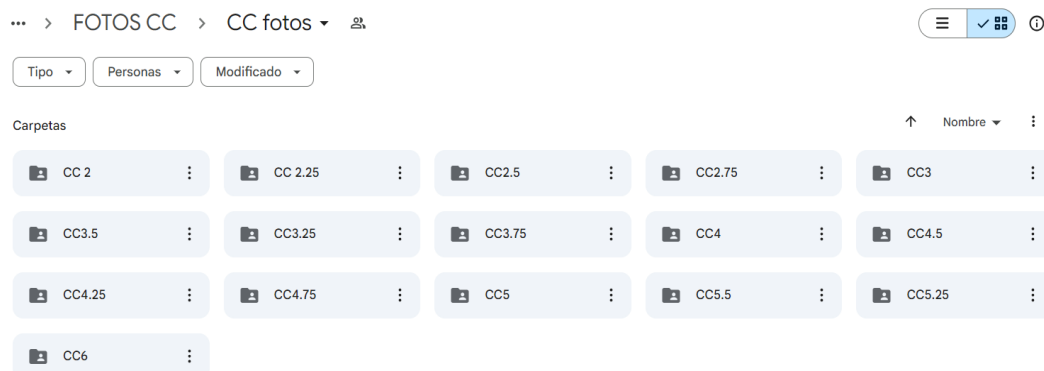 FOTOS CC > CC fotos
Tipo Personas Modificado
Carpetas Nombre
CC 2 CC 2.25 CC2.5 CC2.75 CC3
CC3.5 CC3.25 CC3.75 CC4 CC4.5
CC4.25 CC4.75 CC5 CC5.5 CC5.25
CC6